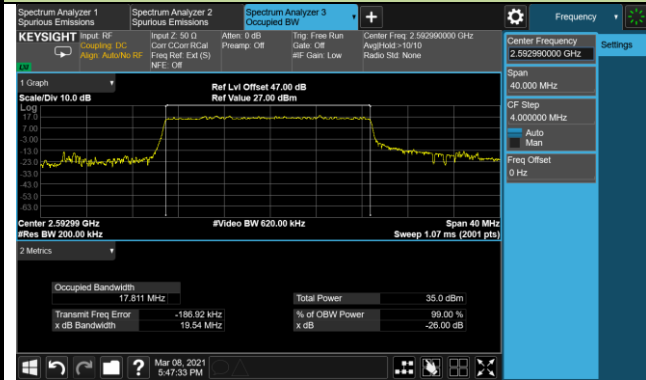 Spectrum Analyzer 1
Spurious Emissions
Spectrum Analyzer 2
Spurious Emissions
Spectrum Analyzer 3
Occupied BW
+
Frequency
KEYSIGHT
Input: RF
Coupling: DC
Align: Auto/No RF
Input Z: 50 Ω
Corr CCorr RCal
Freq Ref: Ext (S)
NFE: Off
Atten: 0 dB
Preamp: Off
Trig: Free Run
Gate: Off
#IF Gain: Low
Center Freq: 2.592990000 GHz
Avg|Hold:>10/10
Radio Std: None
Center Frequency
2.592990000 GHz
Settings
Span
40.000 MHz
CF Step
4.000000 MHz
Auto
Man
Freq Offset
0 Hz
1 Graph
Scale/Div 10.0 dB
Ref Lvl Offset 47.00 dB
Ref Value 27.00 dBm
Log
17.0
7.00
-3.00
-13.0
-23.0
-33.0
-43.0
-53.0
-63.0
Center 2.59299 GHz
#Res BW 200.00 kHz
#Video BW 620.00 kHz
Span 40 MHz
Sweep 1.07 ms (2001 pts)
2 Metrics
Occupied Bandwidth
17.811 MHz
Total Power 35.0 dBm
Transmit Freq Error -186.92 kHz
% of OBW Power 99.00 %
x dB Bandwidth 19.54 MHz
x dB -26.00 dB
?
Mar 08, 2021
5:47:33 PM